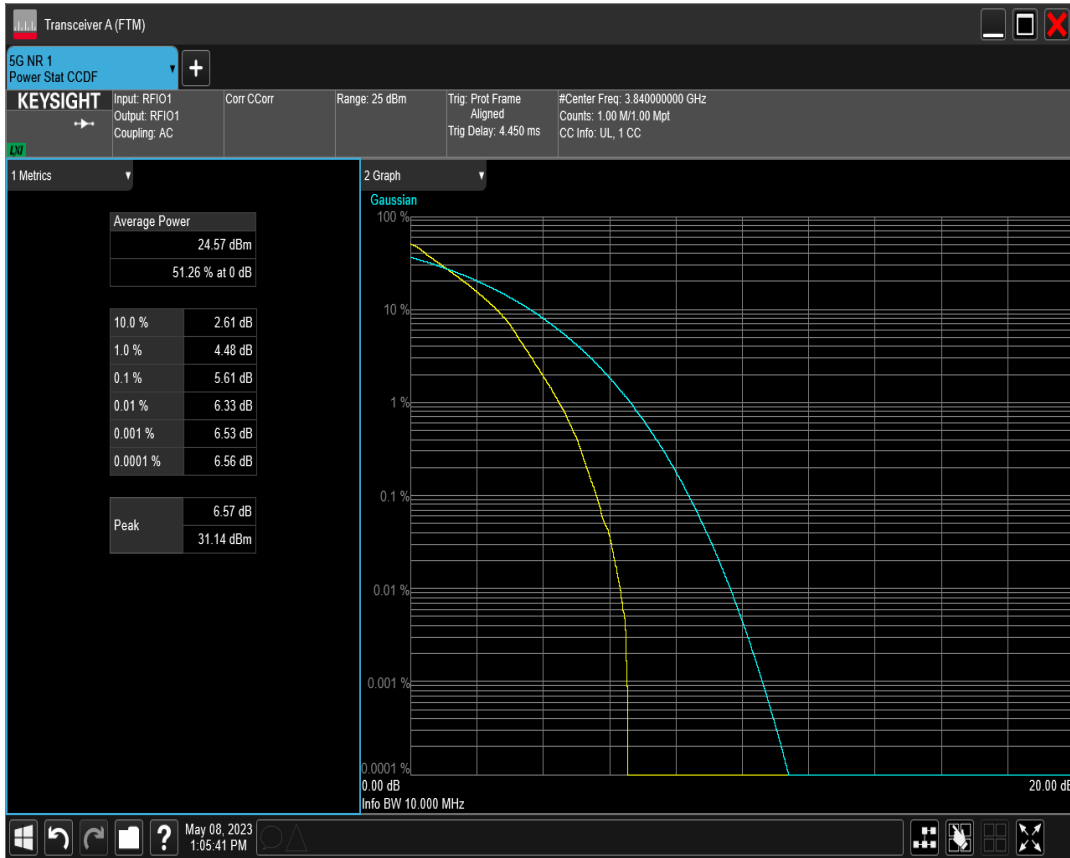 Transceiver A (FTM)
5G NR 1
Power Stat CCDF
+
KEYSIGHT
LXI
Input: RFIO1
Output: RFIO1
Coupling: AC
Corr CCorr
Range: 25 dBm
Trig: Prot Frame
Aligned
Trig Delay: 4.450 ms
#Center Freq: 3.840000000 GHz
Counts: 1.00 M/1.00 Mpt
CC Info: UL, 1 CC
1 Metrics
Average Power
24.57 dBm
51.26 % at 0 dB
10.0 % 2.61 dB
1.0 % 4.48 dB
0.1 % 5.61 dB
0.01 % 6.33 dB
0.001 % 6.53 dB
0.0001 % 6.56 dB
Peak 6.57 dB
31.14 dBm
2 Graph
Gaussian
100 %
10 %
1 %
0.1 %
0.01 %
0.001 %
0.0001 %
0.00 dB 20.00 dB
Info BW 10.000 MHz
?
May 08, 2023
1:05:41 PM